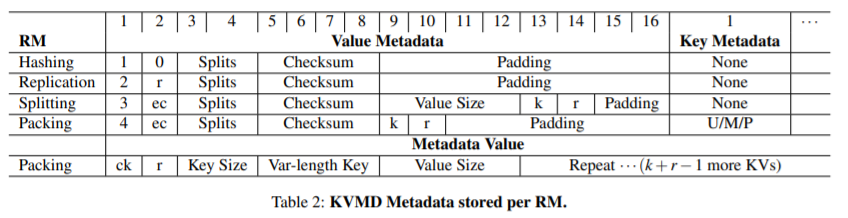 1 2 3 4 5 6 7 8 9 10 11 12 13 14 15 16 1 ···
RM Value Metadata Key Metadata
Hashing 1 0 Splits Checksum Padding None
Replication 2 r Splits Checksum Padding None
Splitting 3 ec Splits Checksum Value Size k r Padding None
Packing 4 ec Splits Checksum k r Padding U/M/P
Metadata Value
Packing ck r Key Size Var-length Key Value Size Repeat ··· (k+r−1 more KVs)
Table 2: KVMD Metadata stored per RM.